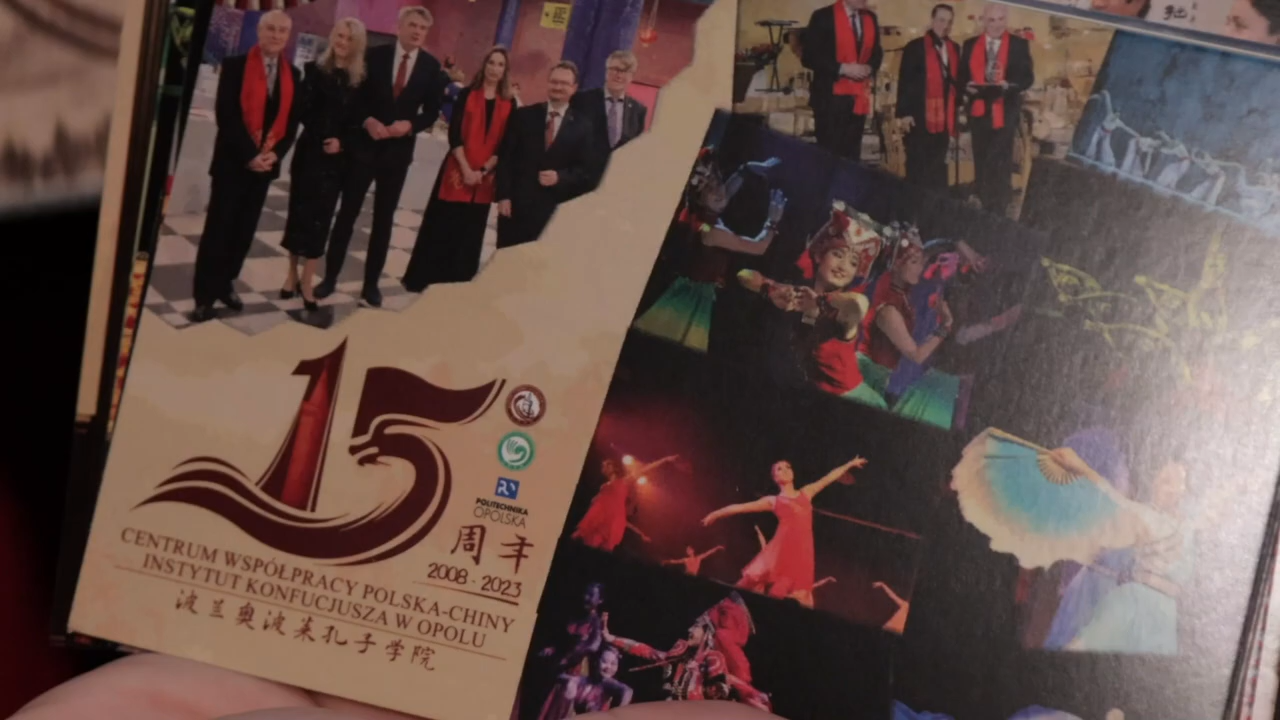 15
POLITECHNIKA
OPOLSKA
周年
2008 - 2023
CENTRUM WSPÓŁPRACY POLSKA-CHINY
INSTYTUT KONFUCJUSZA W OPOLU
波兰奥波莱孔子学院